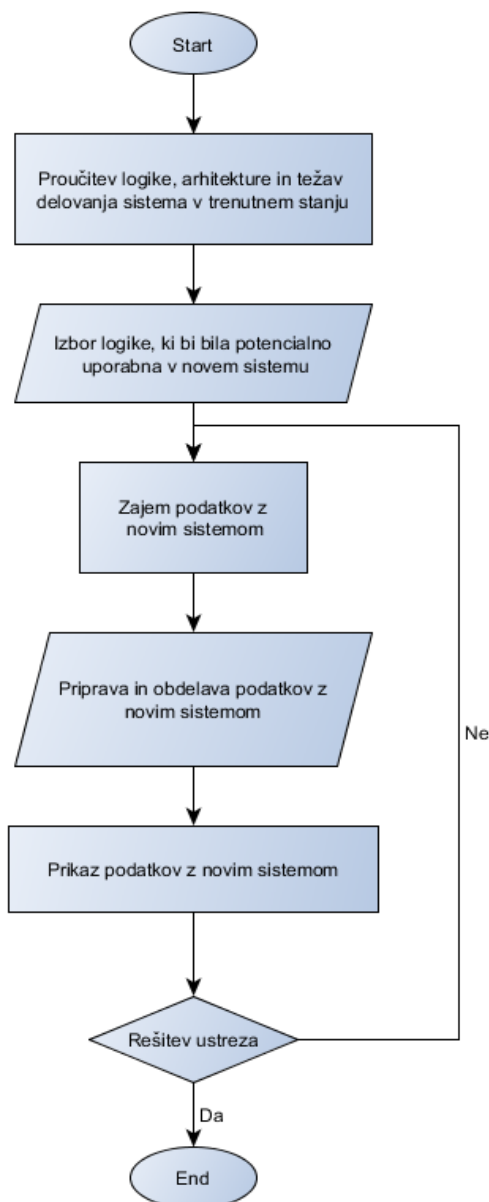 Start
Proučitev logike, arhitekture in težav
delovanja sistema v trenutnem stanju
Izbor logike, ki bi bila potencialno
uporabna v novem sistemu
Zajem podatkov z
novim sistemom
Priprava in obdelava podatkov z
novim sistemom
Ne
Prikaz podatkov z novim sistemom
Rešitev ustreza
Da
End